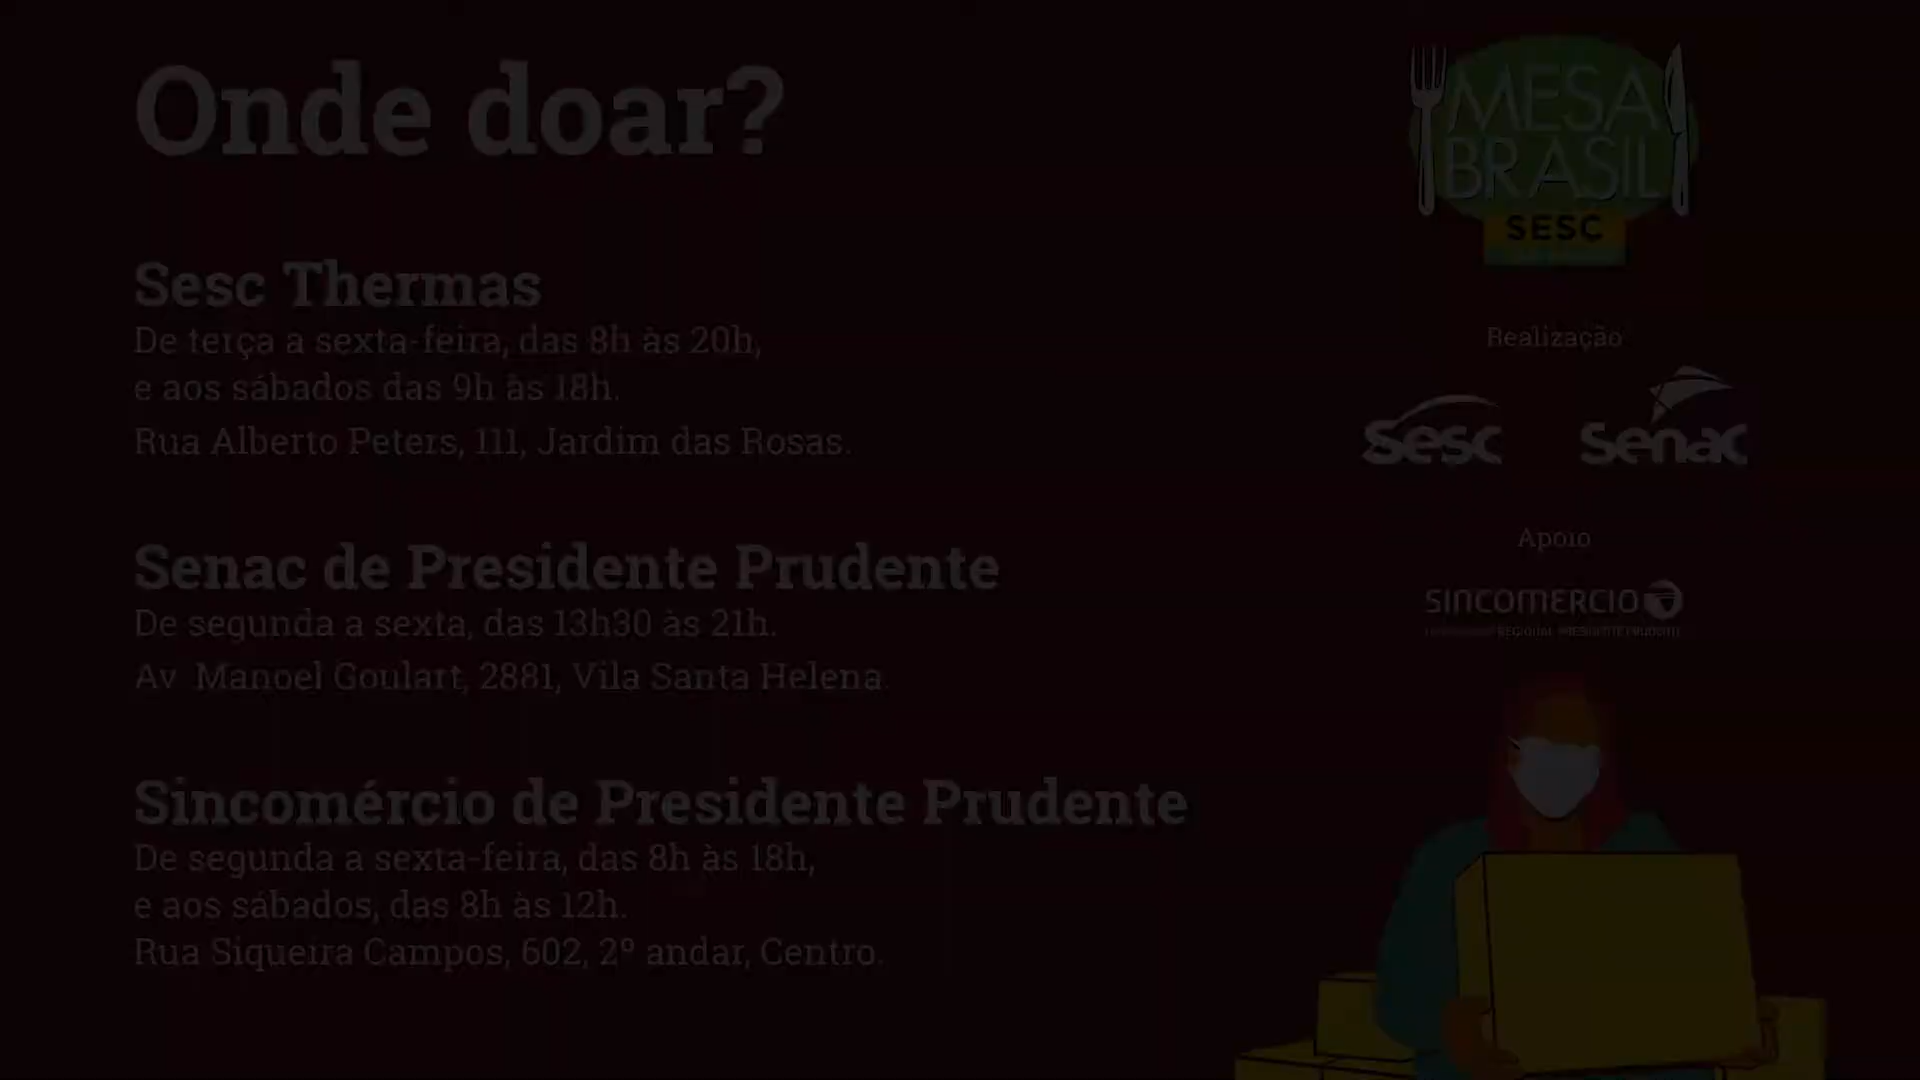 Onde doar?
Sesc Thermas
De terça a sexta-feira, das 8h às 20h,
e aos sábados das 9h às 18h.
Rua Alberto Peters, 111, Jardim das Rosas.
Senac de Presidente Prudente
De segunda a sexta, das 13h30 às 21h.
Av. Manoel Goulart, 2881, Vila Santa Helena.
Sincomércio de Presidente Prudente
De segunda a sexta-feira, das 8h às 18h,
e aos sábados, das 8h às 12h.
Rua Siqueira Campos, 602, 2º andar, Centro.
MESA
BRASIL
SESC
Realização
Sesc Senac
Apoio
SINCOMERCIO
REGIONAL PRESIDENTE PRUDENTE